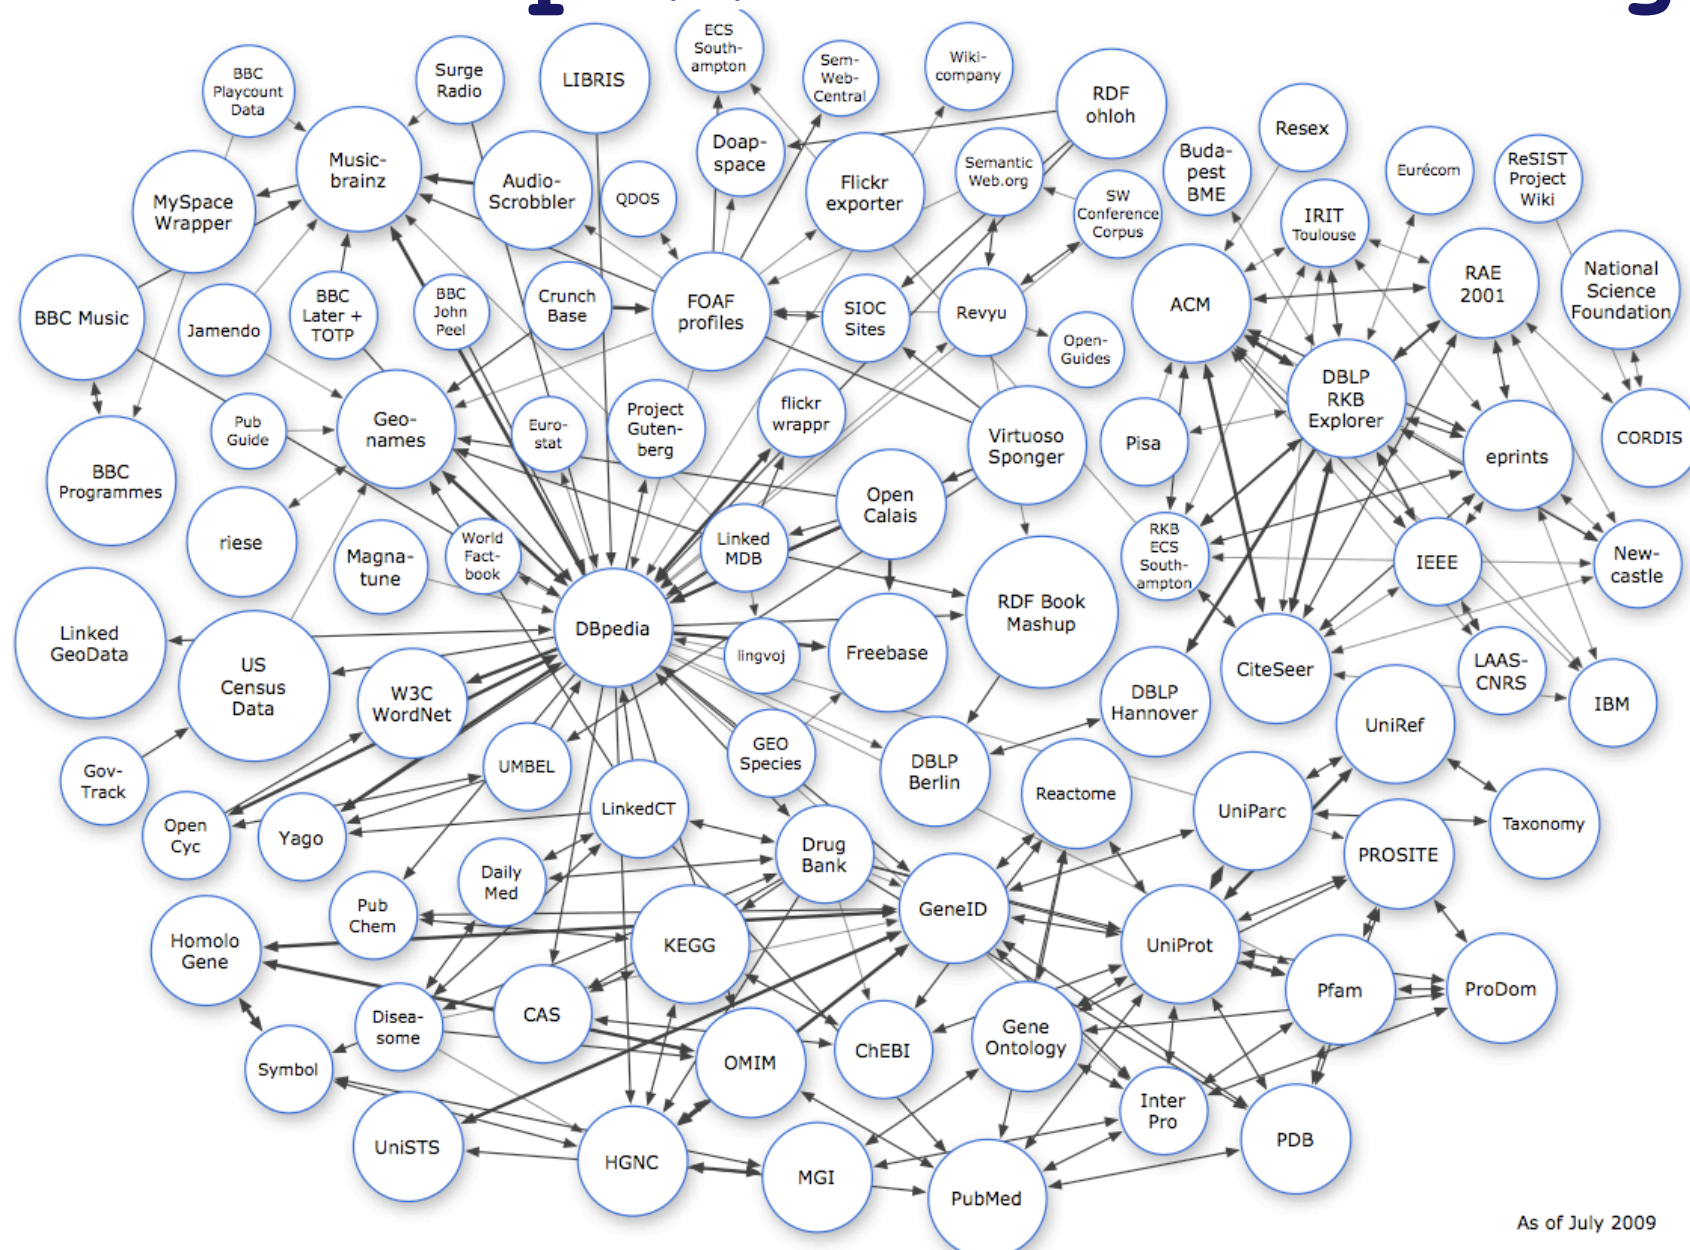 ECS
South-
ampton
Sem-
Web-
Central
Wiki-
company
BBC
Playcount
Data
Surge
Radio
LIBRIS
RDF
ohloh
Doap-
space
Resex
Music-
brainz
Buda-
pest
BME
Eurécom
ReSIST
Project
Wiki
MySpace
Wrapper
Audio-
Scrobbler
QDOS
Flickr
exporter
Semantic
Web.org
SW
Conference
Corpus
IRIT
Toulouse
BBC Music
Jamendo
BBC
Later +
TOTP
BBC
John
Peel
Crunch
Base
FOAF
profiles
SIOC
Sites
Revyu
Open-
Guides
ACM
RAE
2001
National
Science
Foundation
DBLP
RKB
Explorer
BBC
Programmes
Pub
Guide
Geo-
names
Euro-
stat
Project
Guten-
berg
flickr
wrappr
Virtuoso
Sponger
Pisa
eprints
CORDIS
riese
Magna-
tune
World
Fact-
book
Linked
MDB
Open
Calais
RKB
ECS
South-
ampton
IEEE
New-
castle
Linked
GeoData
US
Census
Data
W3C
WordNet
DBpedia
lingvoj
Freebase
RDF Book
Mashup
DBLP
Hannover
CiteSeer
LAAS-
CNRS
IBM
Gov-
Track
UMBEL
GEO
Species
DBLP
Berlin
UniRef
Open
Cyc
Yago
LinkedCT
Reactome
UniParc
Taxonomy
Daily
Med
Drug
Bank
PROSITE
Pub
Chem
GeneID
Homolo
Gene
KEGG
UniProt
Pfam
ProDom
Disea-
some
CAS
OMIM
ChEBI
Gene
Ontology
Symbol
Inter
Pro
PDB
UniSTS
HGNC
MGI
PubMed
As of July 2009